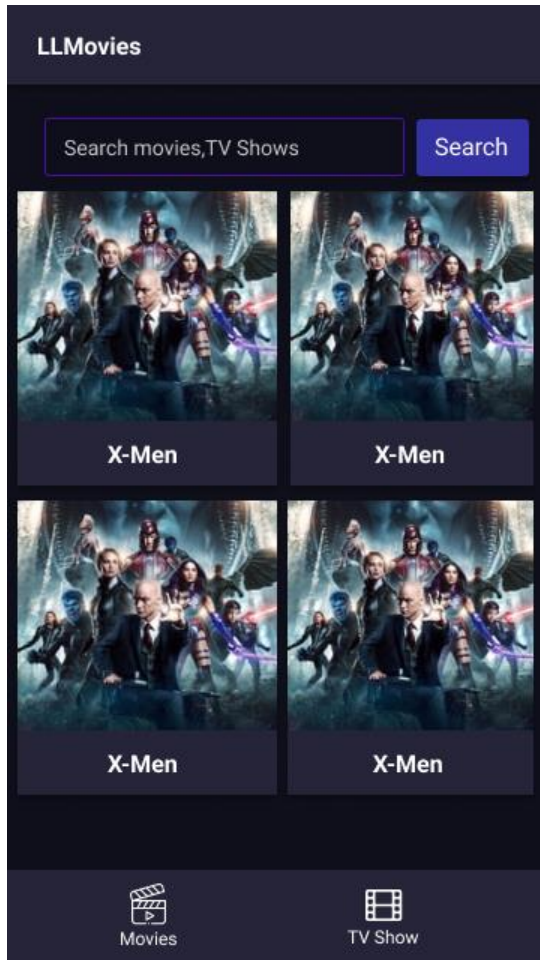 LLMovies
Search movies,TV Shows
Search
X-Men
X-Men
X-Men
X-Men
Movies
TV Show